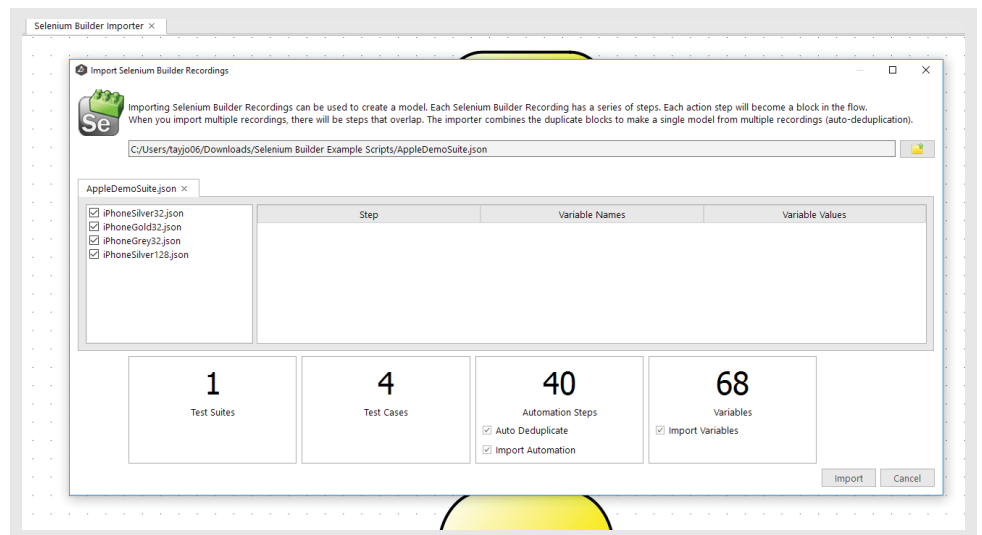 Selenium Builder Importer ×
Import Selenium Builder Recordings
Se
Importing Selenium Builder Recordings can be used to create a model. Each Selenium Builder Recording has a series of steps. Each action step will become a block in the flow.
When you import multiple recordings, there will be steps that overlap. The importer combines the duplicate blocks to make a single model from multiple recordings (auto-deduplication).
C:/Users/tayjo06/Downloads/Selenium Builder Example Scripts/AppleDemoSuite.json
AppleDemoSuite.json ×
iPhoneSilver32.json
iPhoneGold32.json
iPhoneGrey32.json
iPhoneSilver128.json
Step Variable Names Variable Values
1
Test Suites
4
Test Cases
40
Automation Steps
Auto Deduplicate
Import Automation
68
Variables
Import Variables
Import Cancel